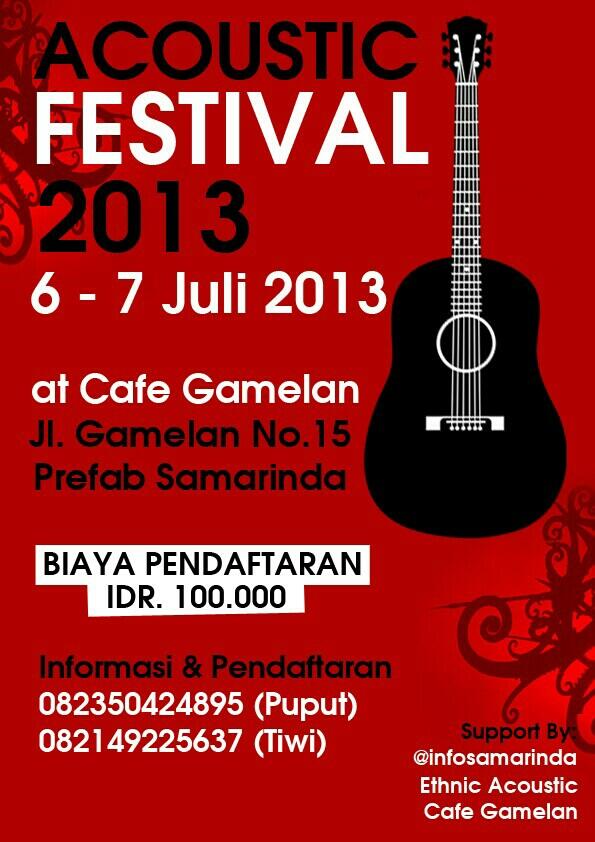 ACOUSTIC
FESTIVAL
2013
6 - 7 Juli 2013
at Cafe Gamelan
Jl. Gamelan No.15
Prefab Samarinda
BIAYA PENDAFTARAN
IDR. 100.000
Informasi & Pendaftaran
082350424895 (Puput)
082149225637 (Tiwi)
Support By:
@infosamarinda
Ethnic Acoustic
Cafe Gamelan